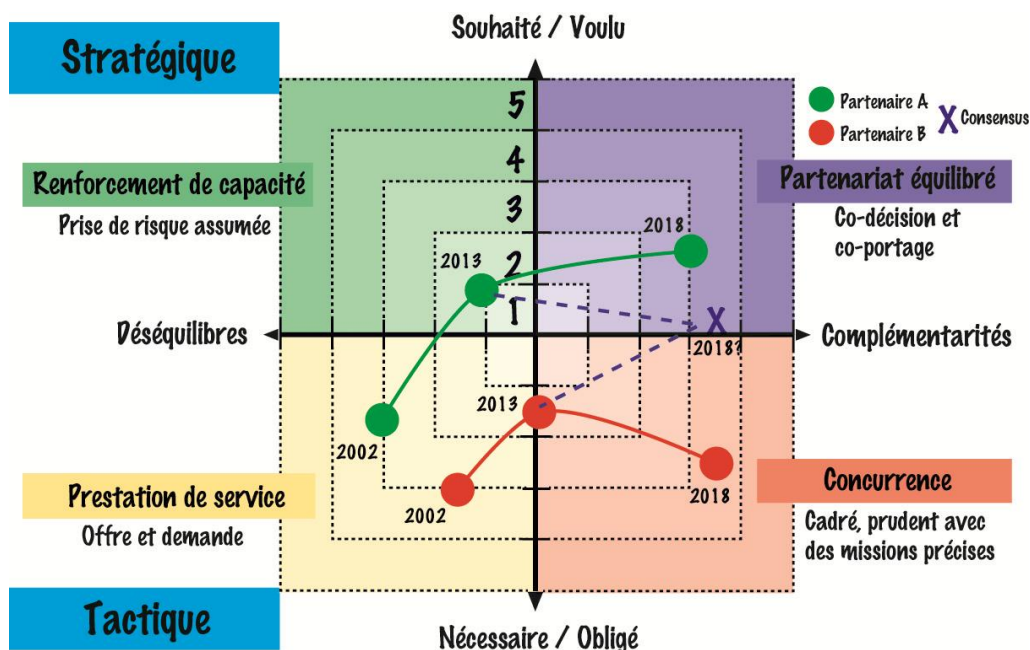 Souhaité / Voulu
Stratégique
5
4
3
2
1
Partenaire A
Partenaire B
X Consensus
Renforcement de capacité
Prise de risque assumée
Partenariat équilibré
Co-décision et
co-portage
2018
2013
Déséquilibres
Complémentarités
X
2018?
2013
2002
2018
2002
Prestation de service
Offre et demande
Concurrence
Cadré, prudent avec
des missions précises
Tactique
Nécessaire / Obligé